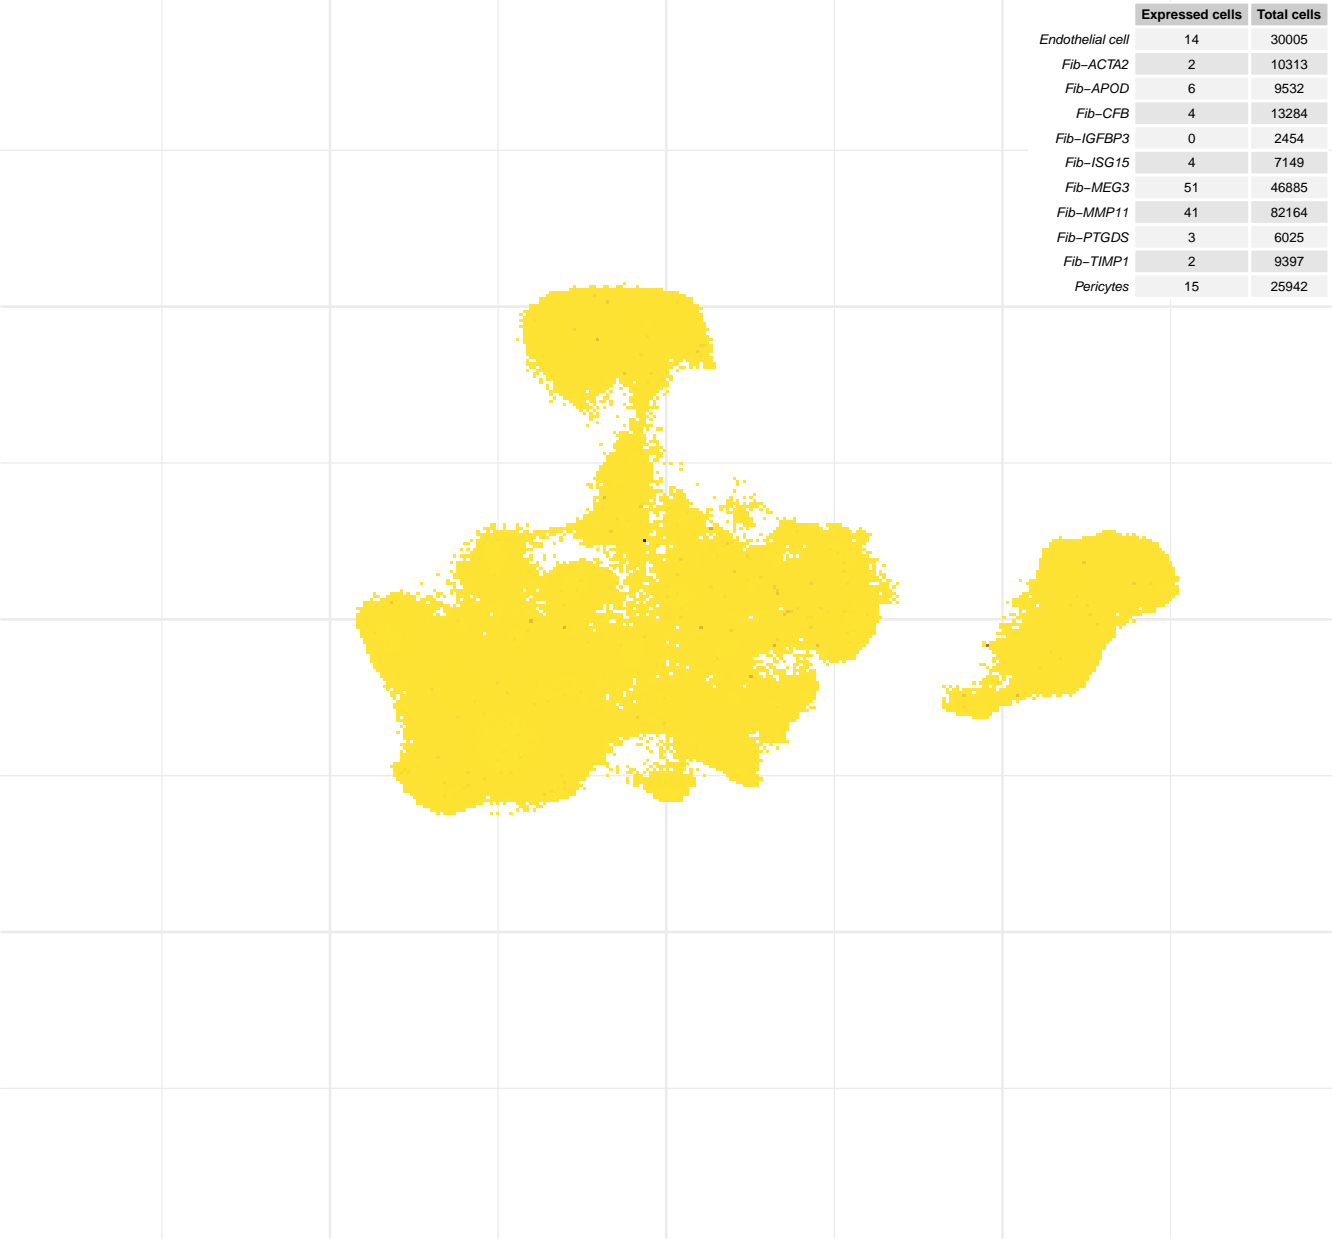 Expressed cells Total cells
Endothelial cell 14 30005
Fib−ACTA2 2 10313
Fib−APOD 6 9532
Fib−CFB 4 13284
Fib−IGFBP3 0 2454
Fib−ISG15 4 7149
Fib−MEG3 51 46885
Fib−MMP11 41 82164
Fib−PTGDS 3 6025
Fib−TIMP1 2 9397
Pericytes 15 25942